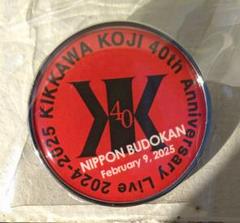 KIKKAWA KOJI 40th Anniversary Live 2024-2025
K
40
NIPPON BUDOKAN
February 9, 2025